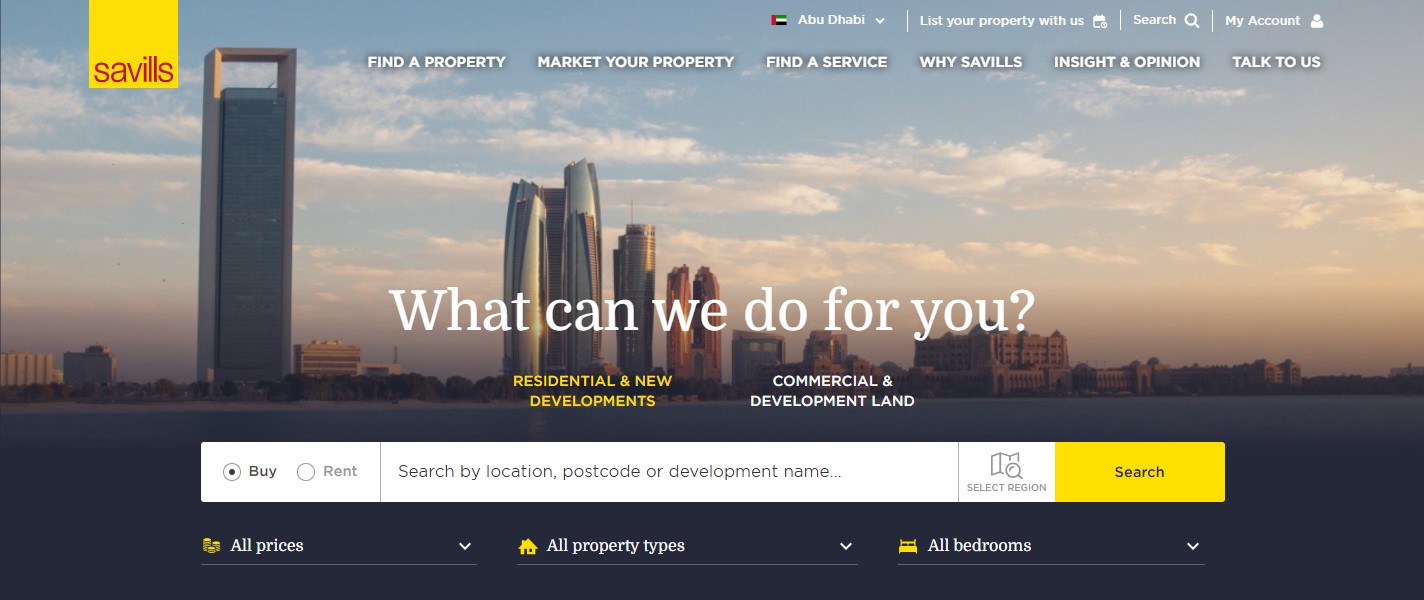 savills
Abu Dhabi
List your property with us
Search
My Account
FIND A PROPERTY
MARKET YOUR PROPERTY
FIND A SERVICE
WHY SAVILLS
INSIGHT & OPINION
TALK TO US
What can we do for you?
RESIDENTIAL & NEW
DEVELOPMENTS
COMMERCIAL &
DEVELOPMENT LAND
Buy
Rent
Search by location, postcode or development name...
SELECT REGION
Search
All prices
All property types
All bedrooms